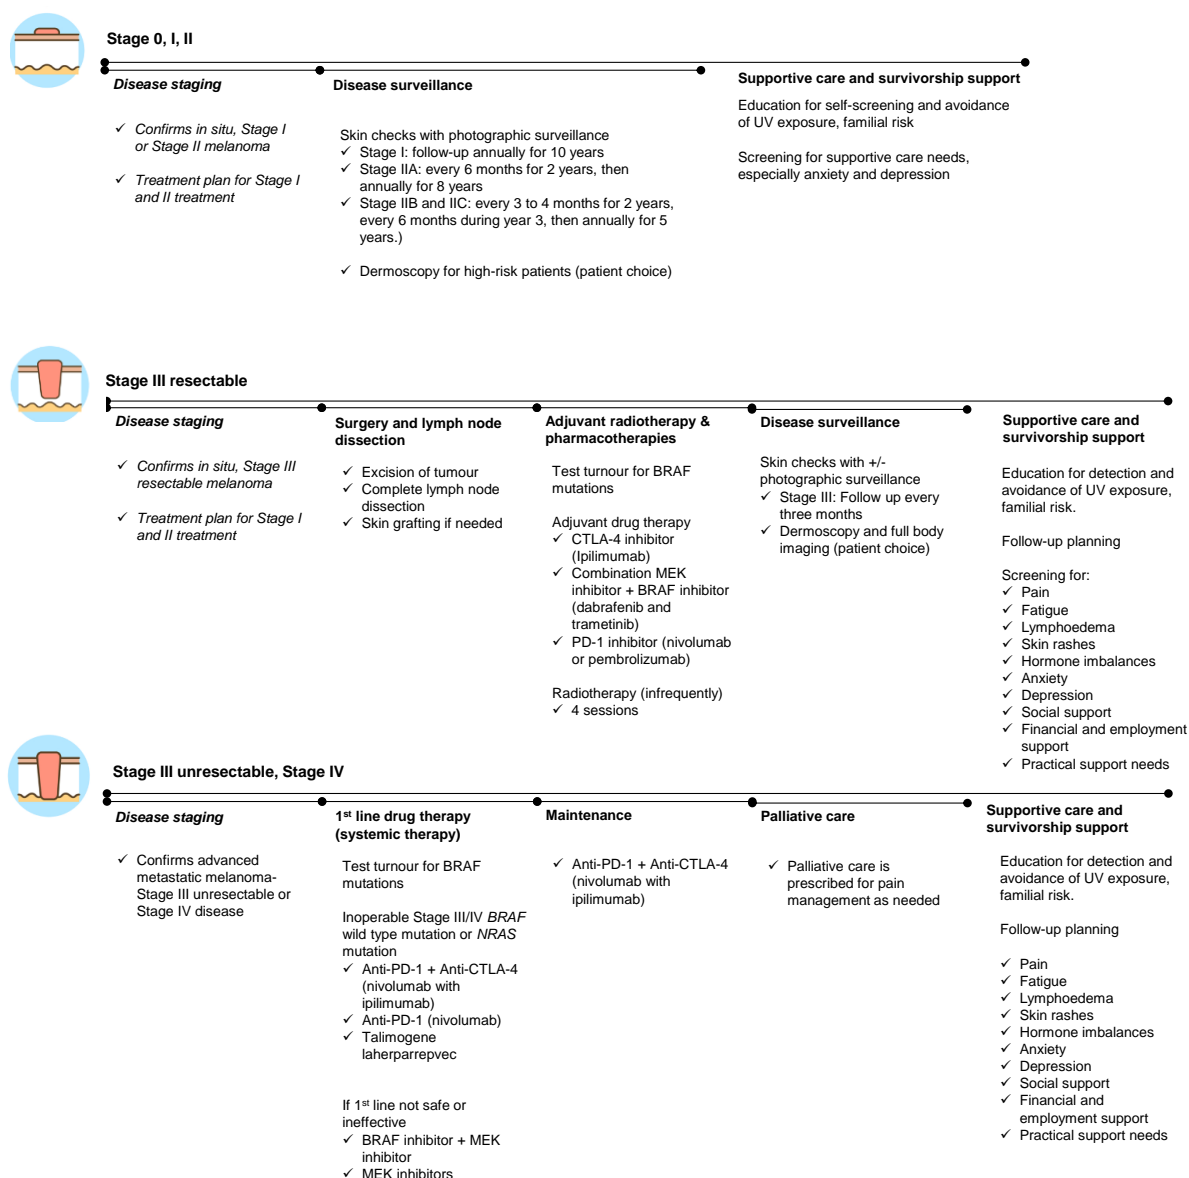 Stage 0, I, II
Disease staging
✓ Confirms in situ, Stage I
or Stage II melanoma
✓ Treatment plan for Stage I
and II treatment
Disease surveillance
Skin checks with photographic surveillance
✓ Stage I: follow-up annually for 10 years
✓ Stage IIA: every 6 months for 2 years, then
annually for 8 years
✓ Stage IIB and IIC: every 3 to 4 months for 2 years,
every 6 months during year 3, then annually for 5
years.)
✓ Dermoscopy for high-risk patients (patient choice)
Supportive care and survivorship support
Education for self-screening and avoidance
of UV exposure, familial risk
Screening for supportive care needs,
especially anxiety and depression
Stage III resectable
Disease staging
✓ Confirms in situ, Stage III
resectable melanoma
✓ Treatment plan for Stage I
and II treatment
Surgery and lymph node
dissection
✓ Excision of tumour
✓ Complete lymph node
dissection
✓ Skin grafting if needed
Adjuvant radiotherapy &
pharmacotherapies
Test turnour for BRAF
mutations
Adjuvant drug therapy
✓ CTLA-4 inhibitor
(Ipilimumab)
✓ Combination MEK
inhibitor + BRAF inhibitor
(dabrafenib and
trametinib)
✓ PD-1 inhibitor (nivolumab
or pembrolizumab)
Radiotherapy (infrequently)
✓ 4 sessions
Disease surveillance
Skin checks with +/-
photographic surveillance
✓ Stage III: Follow up every
three months
✓ Dermoscopy and full body
imaging (patient choice)
Supportive care and
survivorship support
Education for detection and
avoidance of UV exposure,
familial risk.
Follow-up planning
Screening for:
✓ Pain
✓ Fatigue
✓ Lymphoedema
✓ Skin rashes
✓ Hormone imbalances
✓ Anxiety
✓ Depression
✓ Social support
✓ Financial and employment
support
✓ Practical support needs
Stage III unresectable, Stage IV
Disease staging
✓ Confirms advanced
metastatic melanoma-
Stage III unresectable or
Stage IV disease
1st line drug therapy
(systemic therapy)
Test turnour for BRAF
mutations
Inoperable Stage III/IV BRAF
wild type mutation or NRAS
mutation
✓ Anti-PD-1 + Anti-CTLA-4
(nivolumab with
ipilimumab)
✓ Anti-PD-1 (nivolumab)
✓ Talimogene
laherparrepvec
If 1st line not safe or
ineffective
✓ BRAF inhibitor + MEK
inhibitor
✓ MEK inhibitors
Maintenance
✓ Anti-PD-1 + Anti-CTLA-4
(nivolumab with
ipilimumab)
Palliative care
✓ Palliative care is
prescribed for pain
management as needed
Supportive care and
survivorship support
Education for detection and
avoidance of UV exposure,
familial risk.
Follow-up planning
✓ Pain
✓ Fatigue
✓ Lymphoedema
✓ Skin rashes
✓ Hormone imbalances
✓ Anxiety
✓ Depression
✓ Social support
✓ Financial and
employment support
✓ Practical support needs